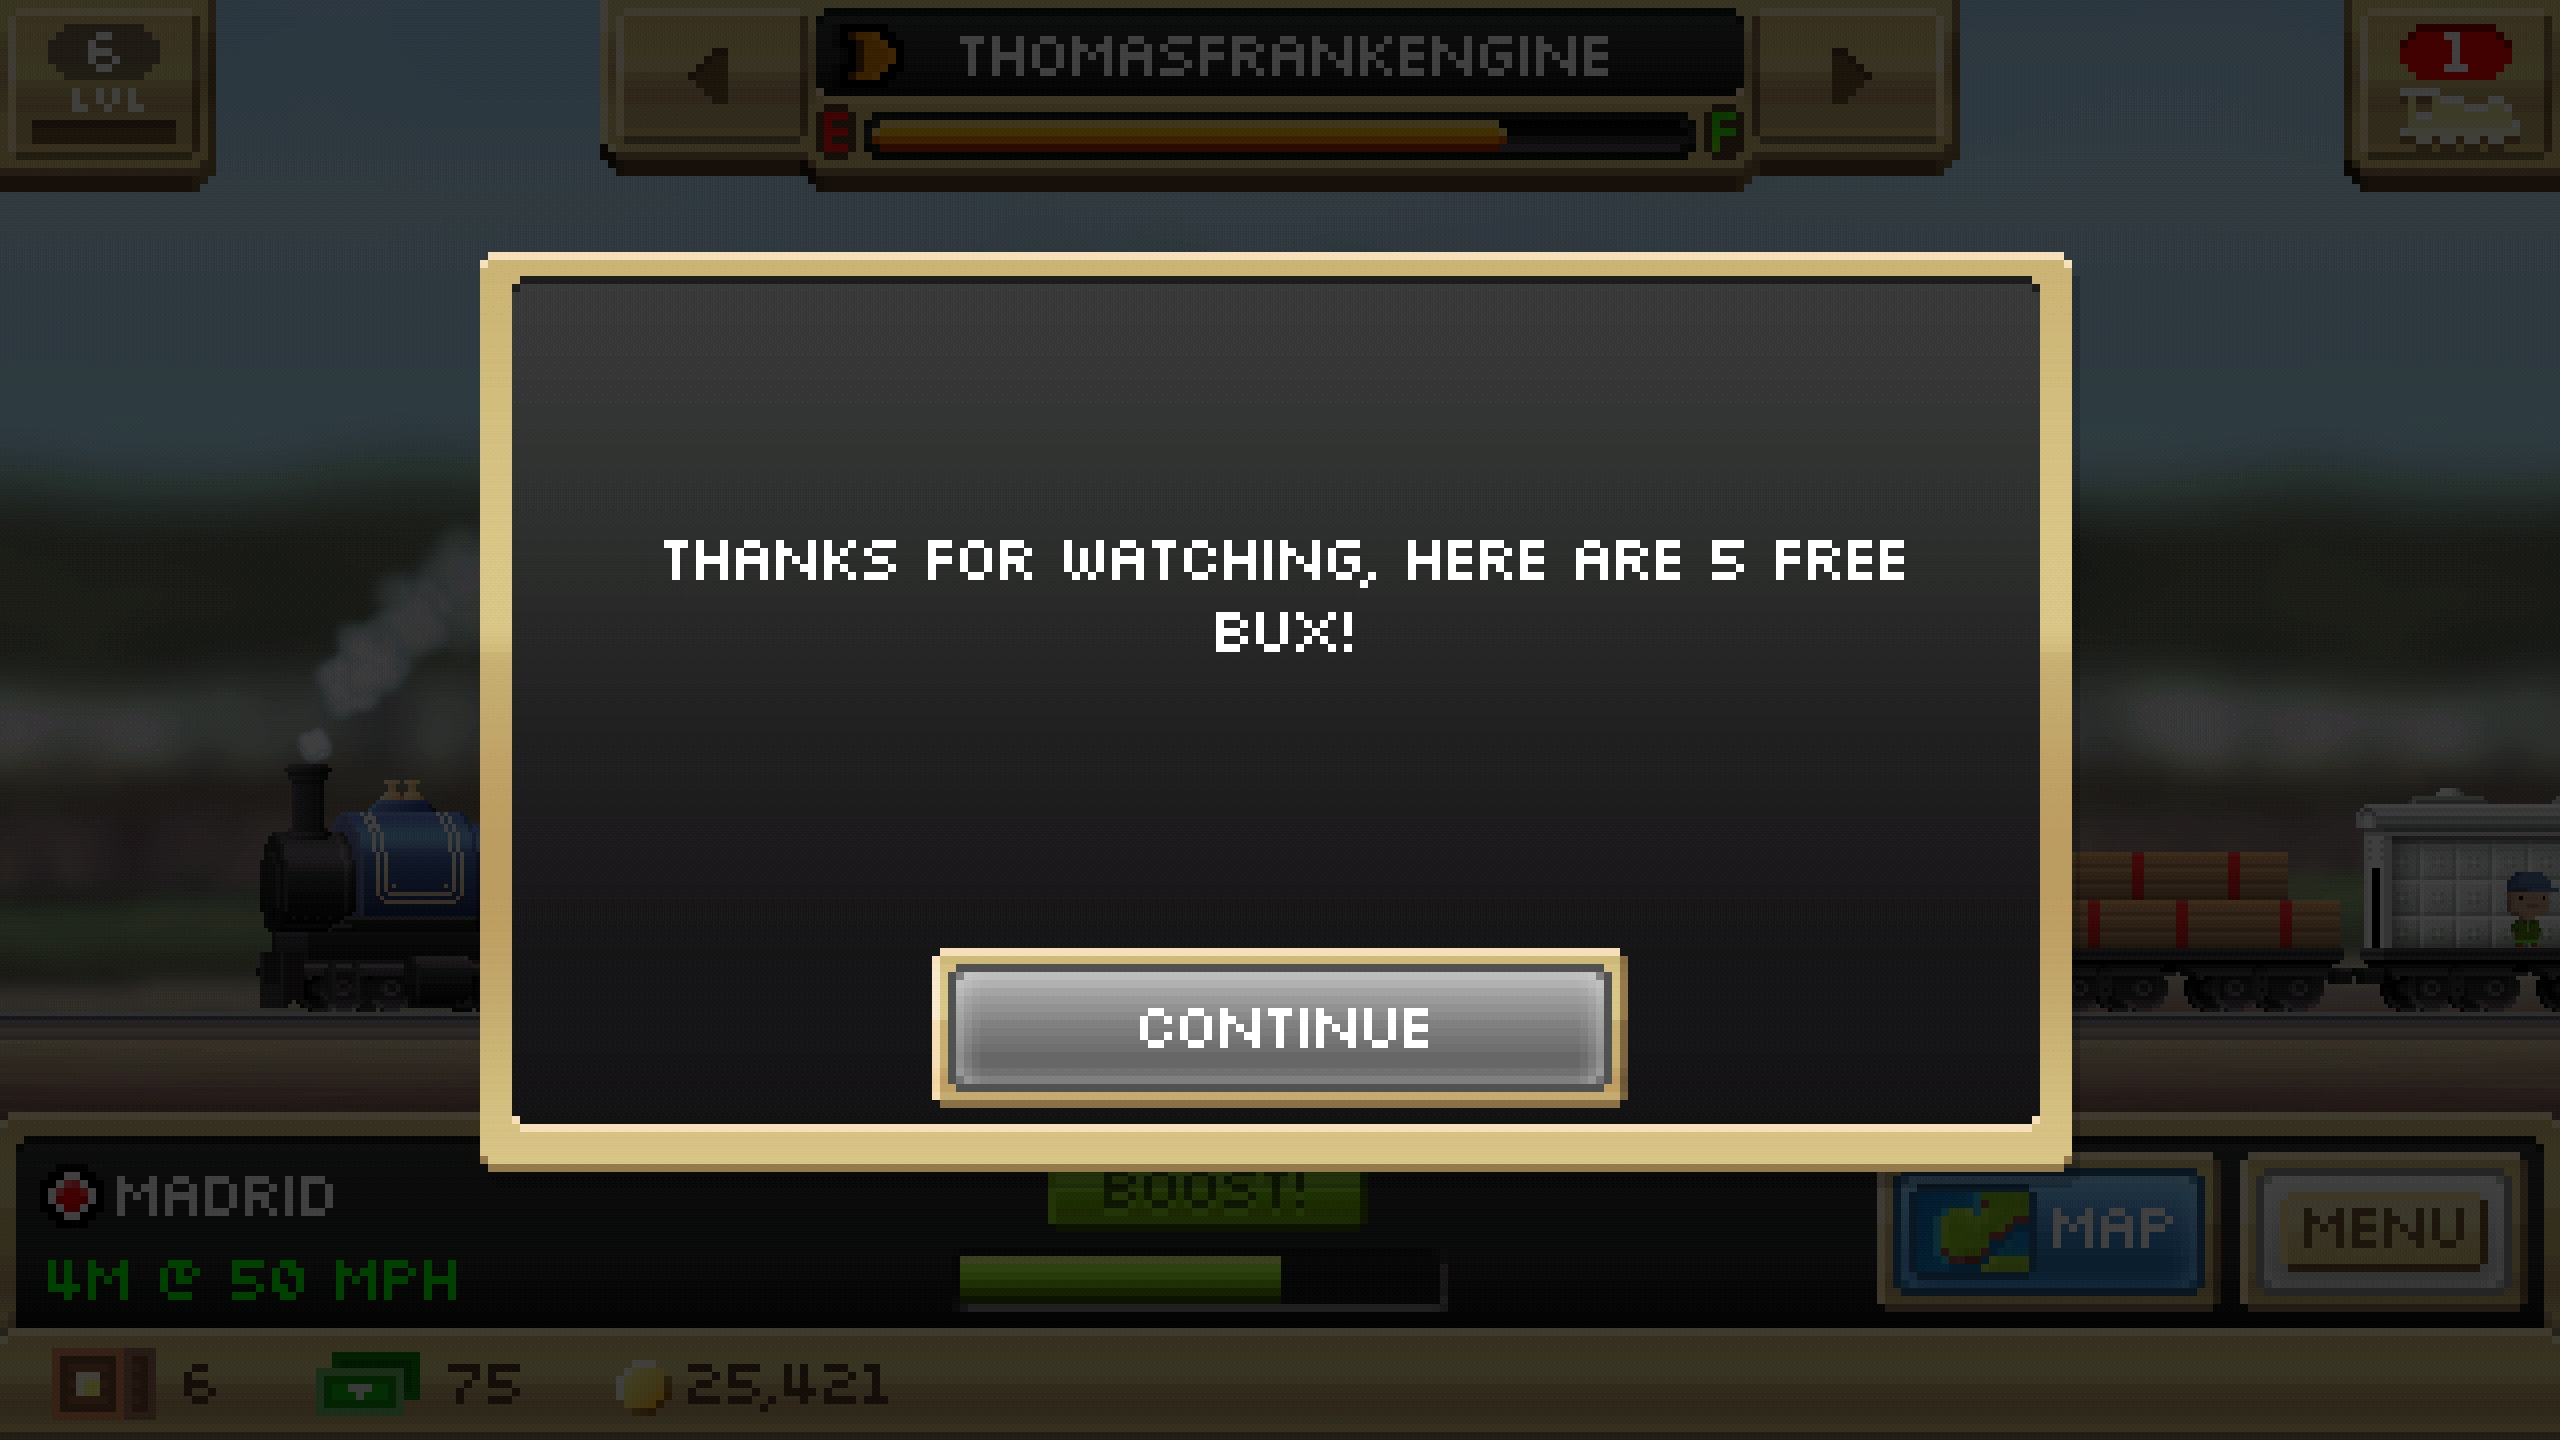 6
LVL
THOMASFRANKENGINE
E F
1
THANKS FOR WATCHING, HERE ARE 5 FREE
BUX!
CONTINUE
BOOST!
MADRID
4M @ 50 MPH
MAP
MENU
6 75 25,421